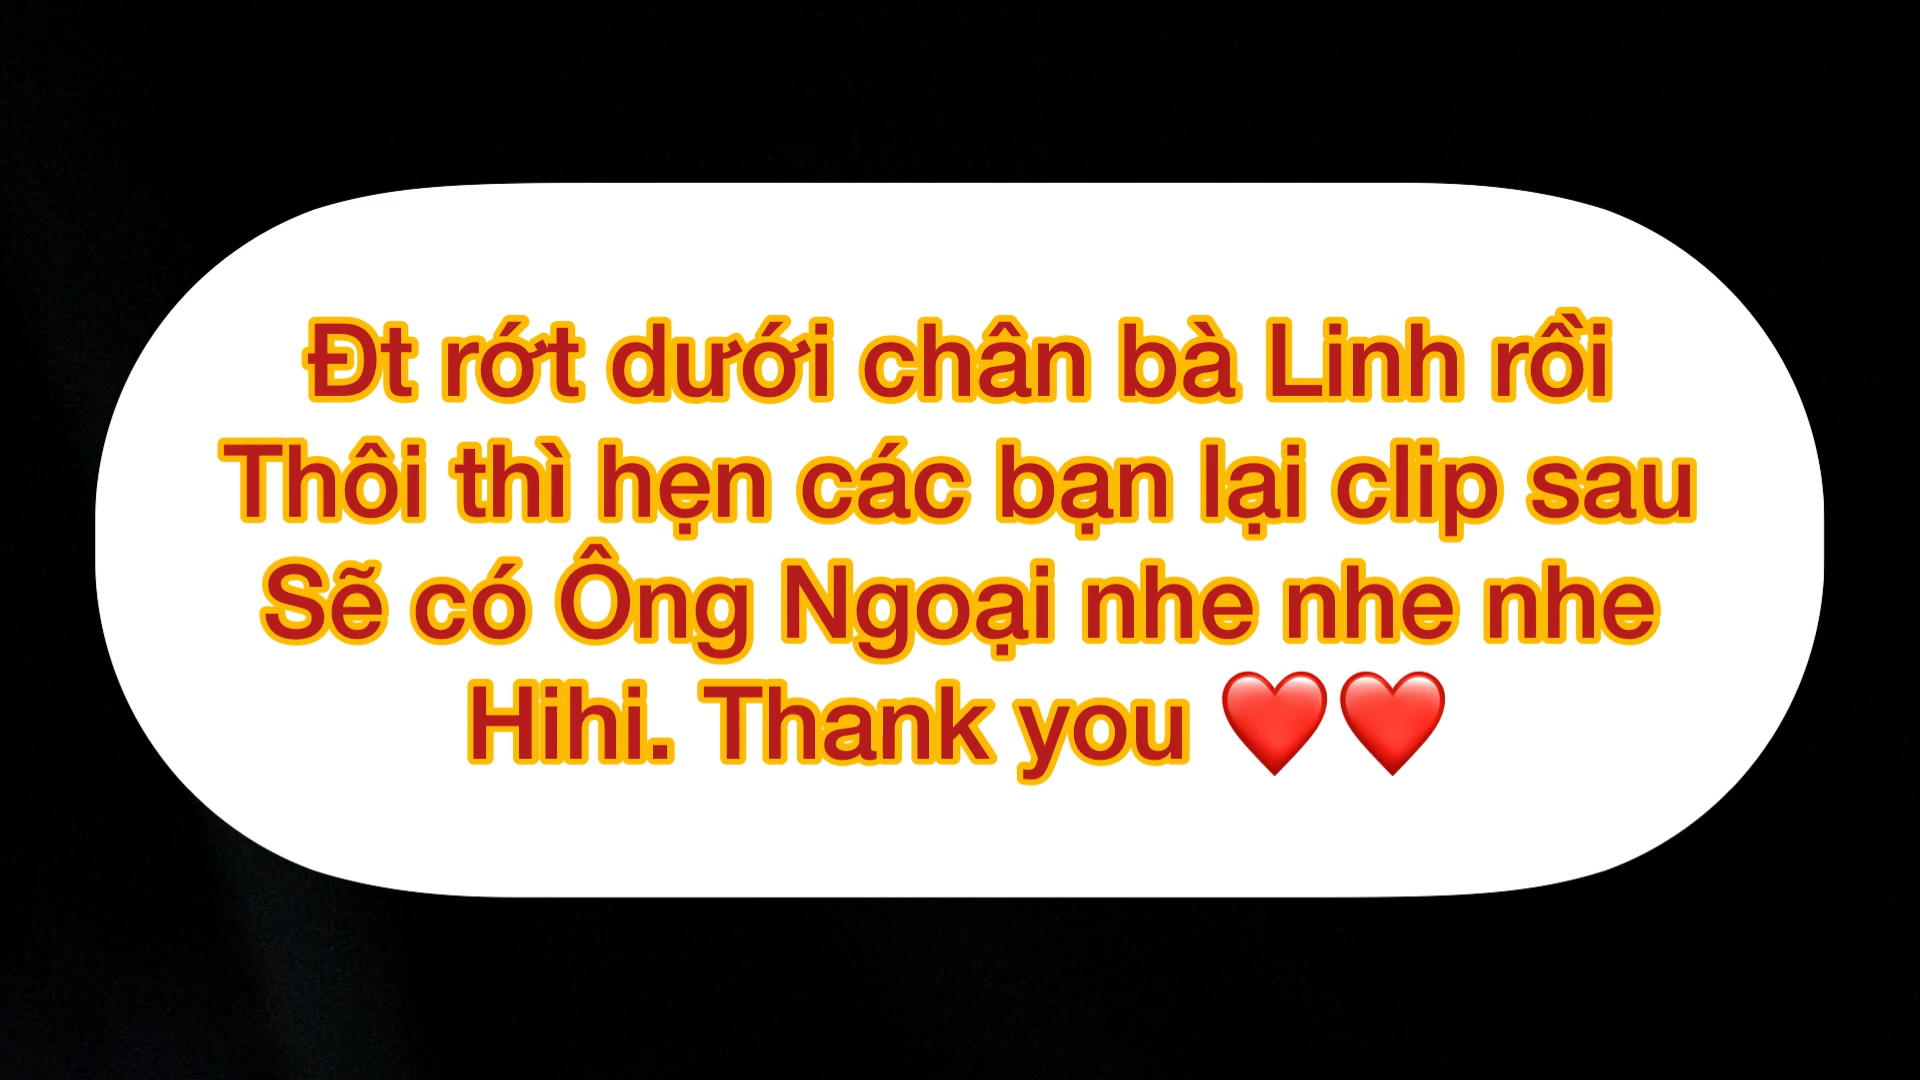 Đt rớt dưới chân bà Linh rồi
Thôi thì hẹn các bạn lại clip sau
Sẽ có Ông Ngoại nhe nhe nhe
Hihi. Thank you ❤️❤️